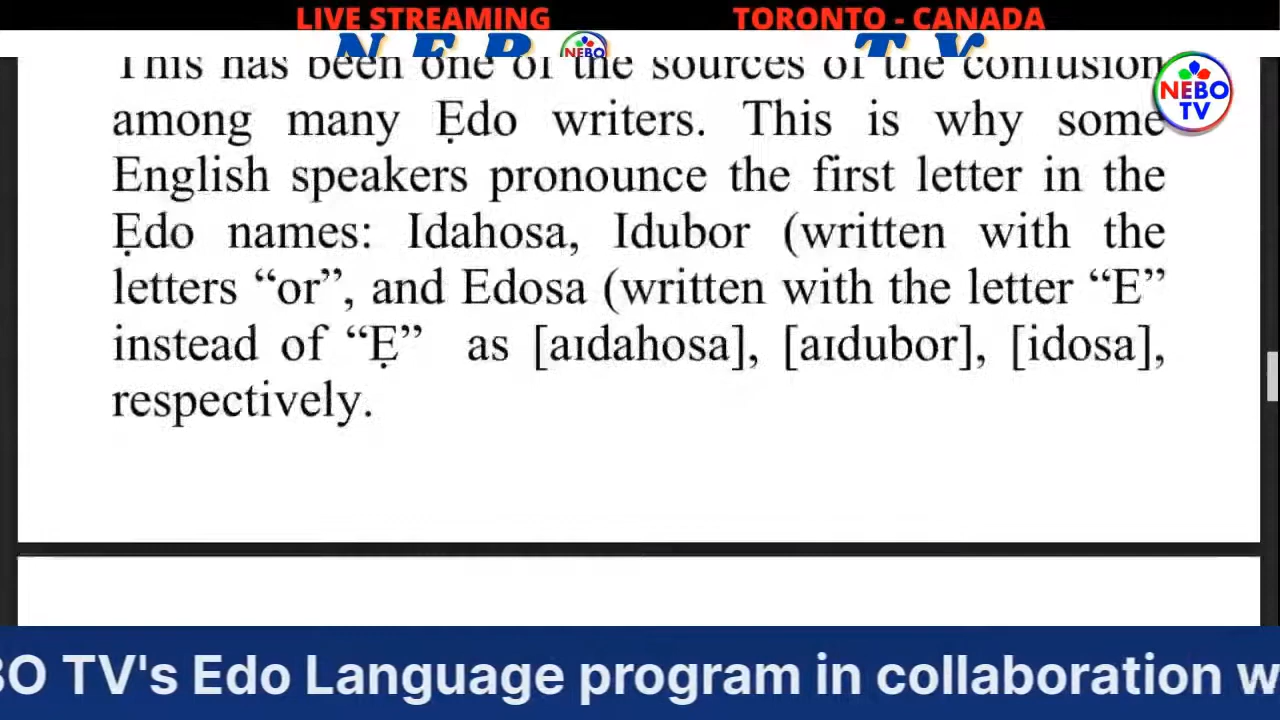 LIVE STREAMING TORONTO - CANADA
NEBO TV
This has been one of the sources of the confusion
NEBO TV
among many Ẹdo writers. This is why some
English speakers pronounce the first letter in the
Ẹdo names: Idahosa, Idubor (written with the
letters “or”, and Edosa (written with the letter “E”
instead of “Ẹ” as [aɪdahosa], [aɪdubor], [idosa],
respectively.
BO TV's Edo Language program in collaboration w